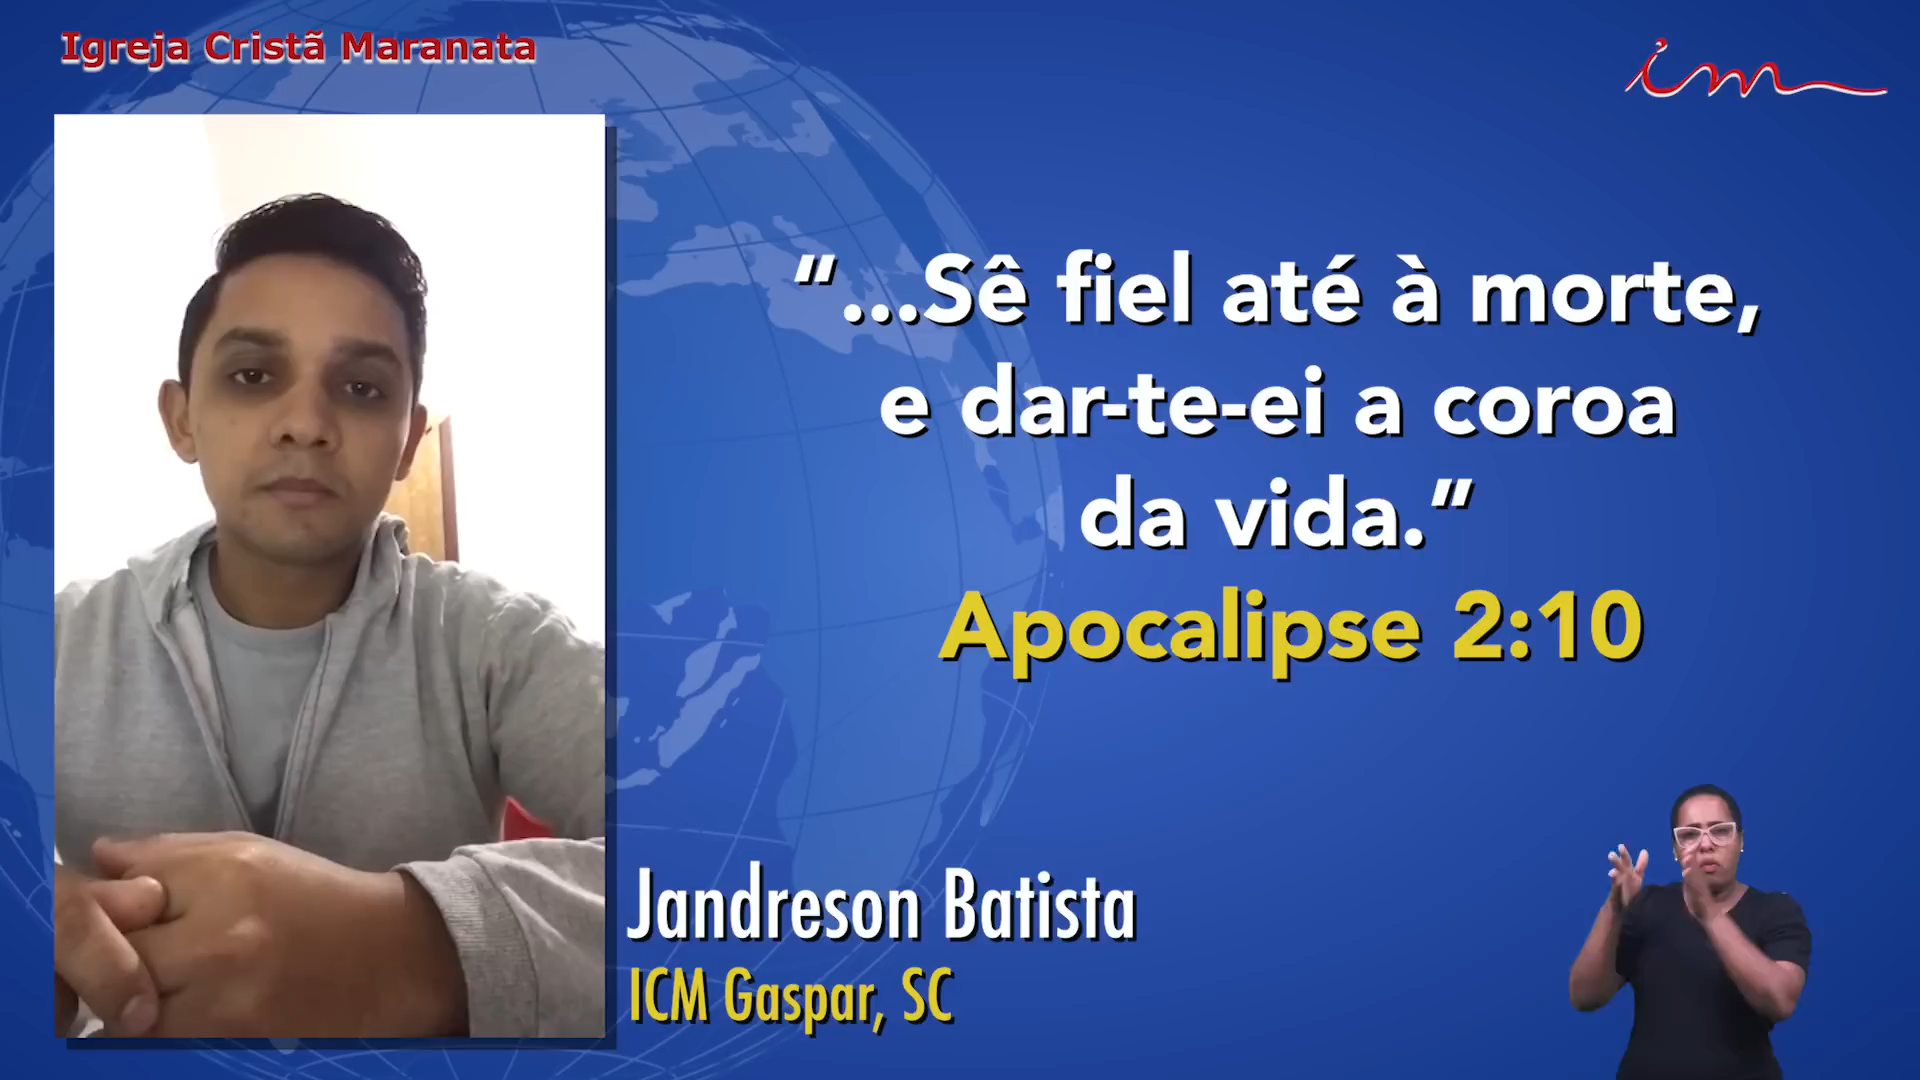 Igreja Cristã Maranata
im
“...Sê fiel até à morte,
e dar-te-ei a coroa
da vida.”
Apocalipse 2:10
Jandreson Batista
ICM Gaspar, SC